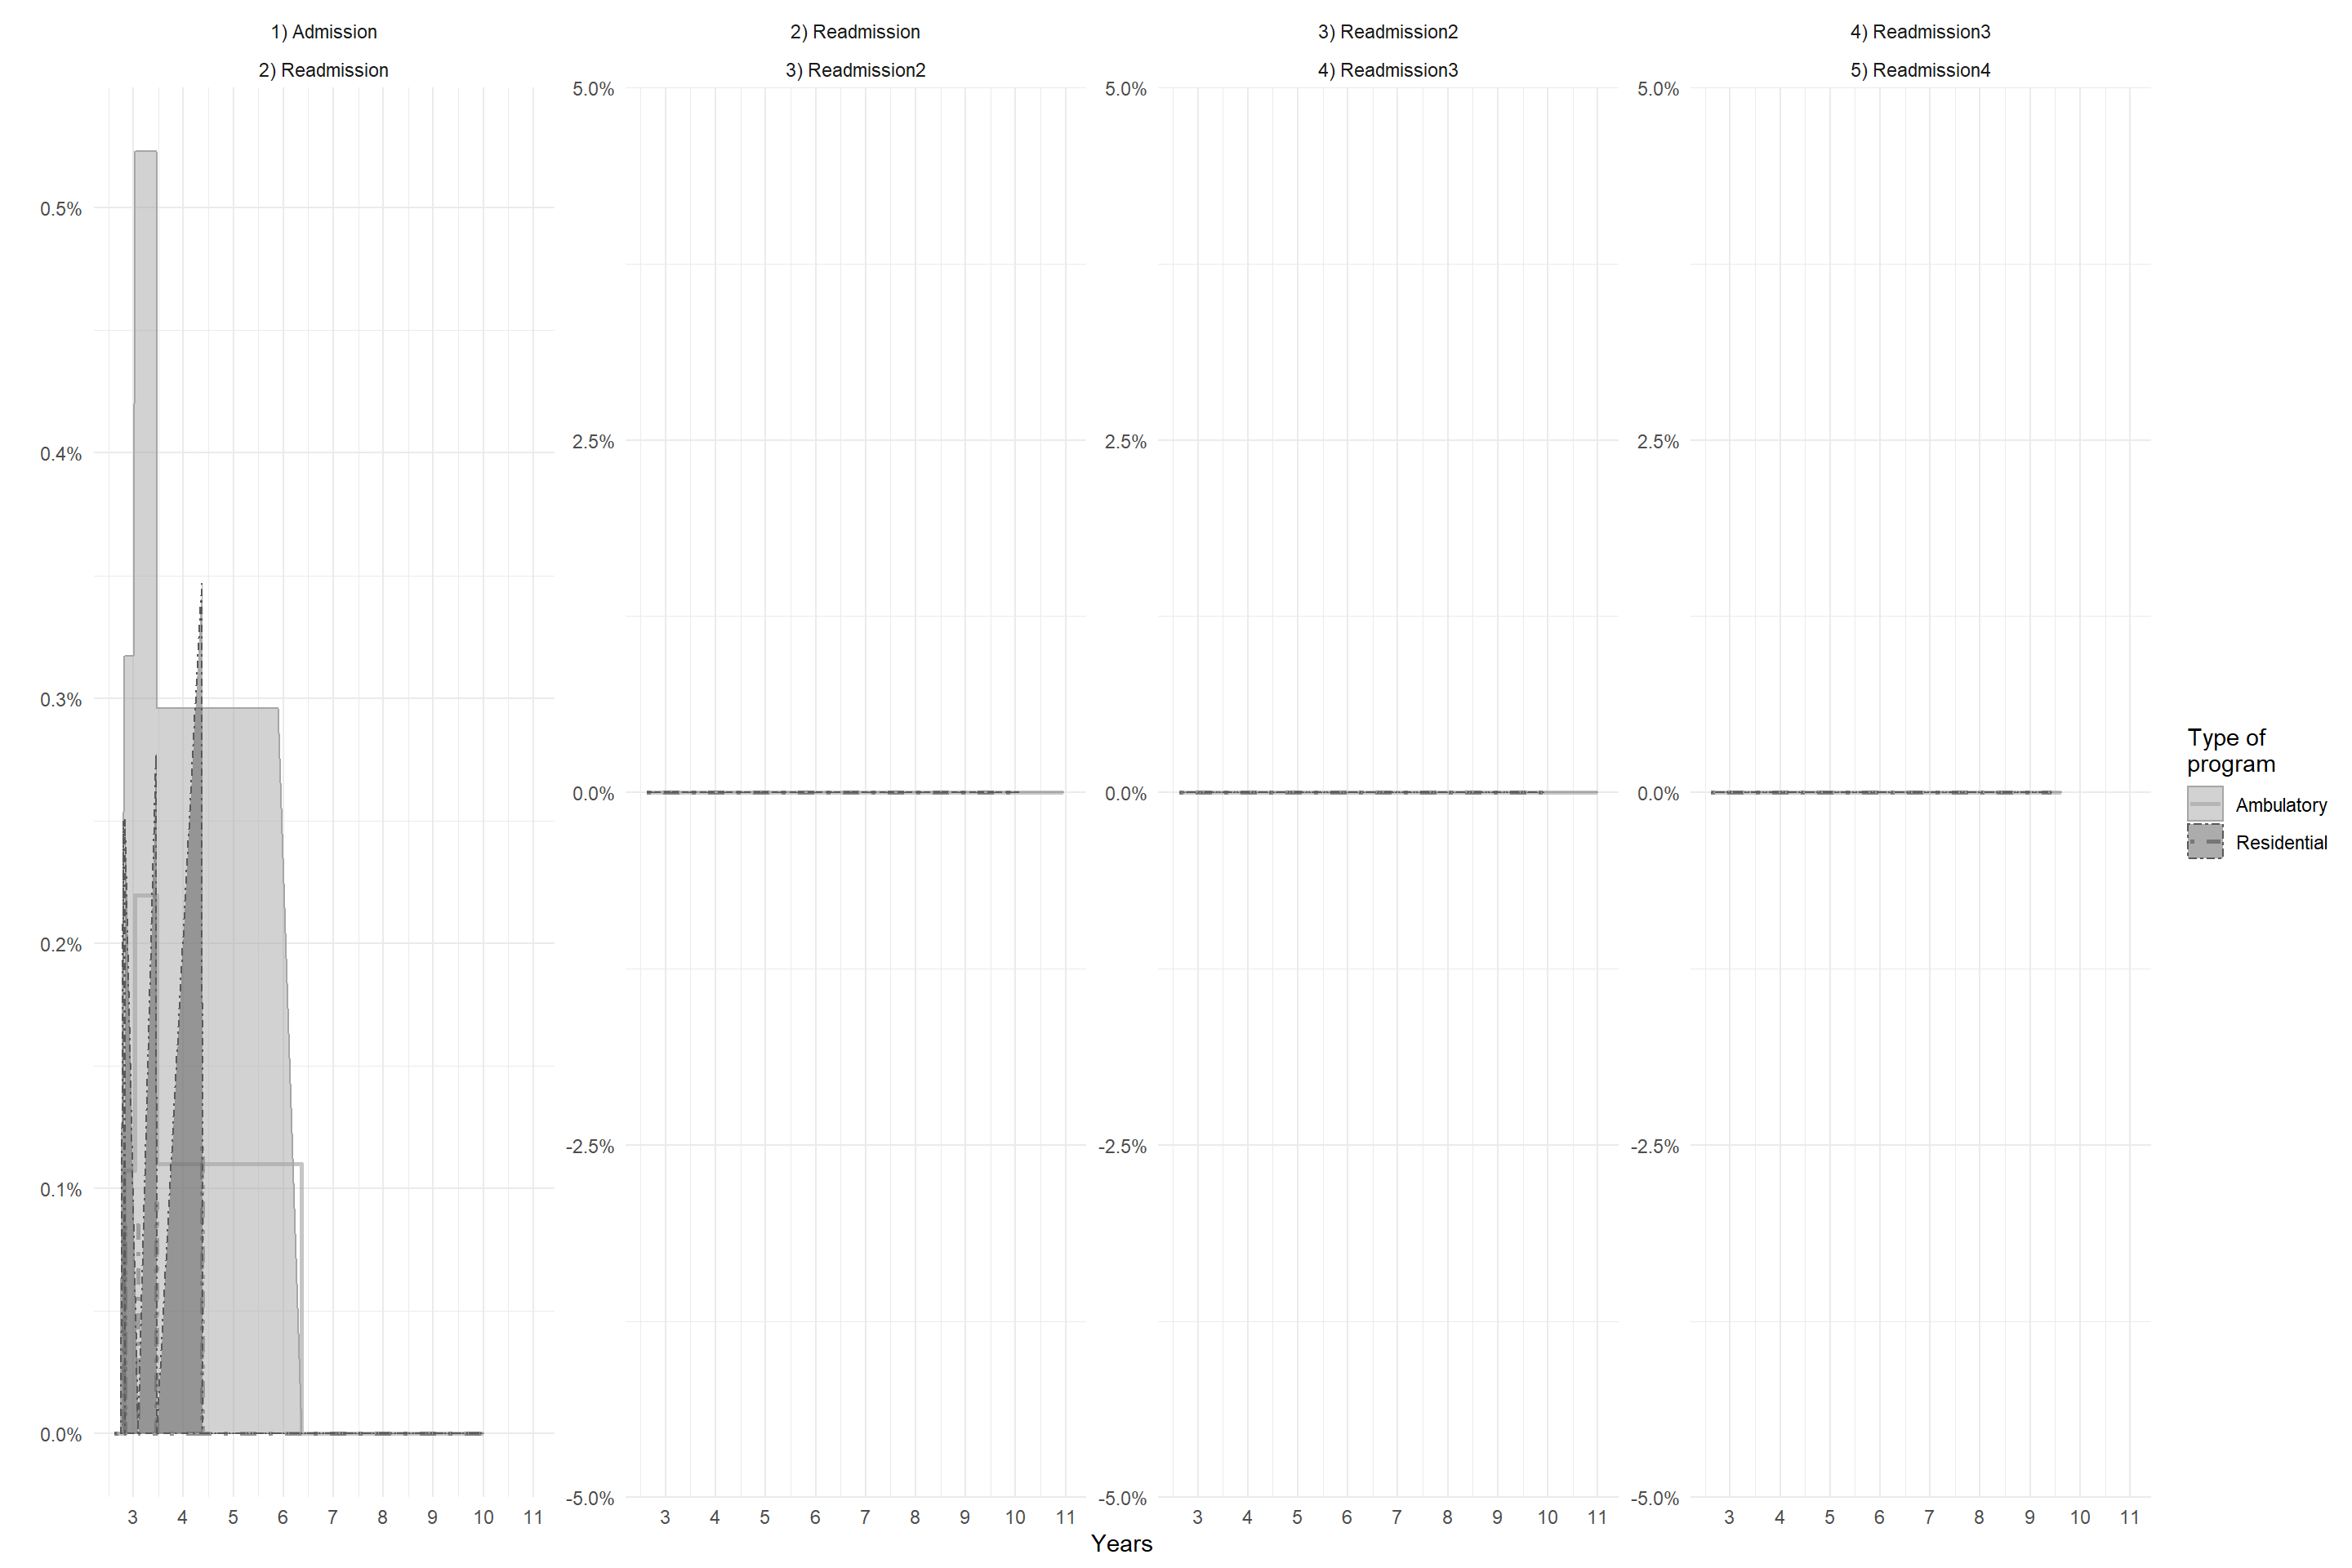 1) Admission
2) Readmission
2) Readmission
3) Readmission2
3) Readmission2
4) Readmission3
4) Readmission3
5) Readmission4
0.5%
0.4%
0.3%
0.2%
0.1%
0.0%
5.0%
2.5%
0.0%
-2.5%
-5.0%
5.0%
2.5%
0.0%
-2.5%
-5.0%
5.0%
2.5%
0.0%
-2.5%
-5.0%
3 4 5 6 7 8 9 10 11
3 4 5 6 7 8 9 10 11
3 4 5 6 7 8 9 10 11
3 4 5 6 7 8 9 10 11
Years
Type of
program
Ambulatory
Residential